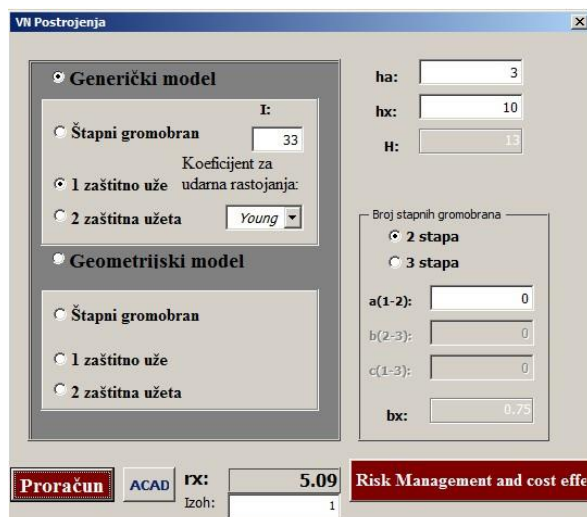 VN Postrojenja
Generički model
I:
Štapni gromobran
33
Koeficijent za
udarna rastojanja:
1 zaštitno uže
2 zaštitna užeta
Young
Geometrijski model
Štapni gromobran
1 zaštitno uže
2 zaštitna užeta
ha:
3
hx:
10
H:
13
Broj stapnih gromobrana
2 stapa
3 stapa
a(1-2):
0
b(2-3):
0
c(1-3):
0
bx:
0.75
Proračun
ACAD
rx:
5.09
Izoh:
1
Risk Management and cost effe